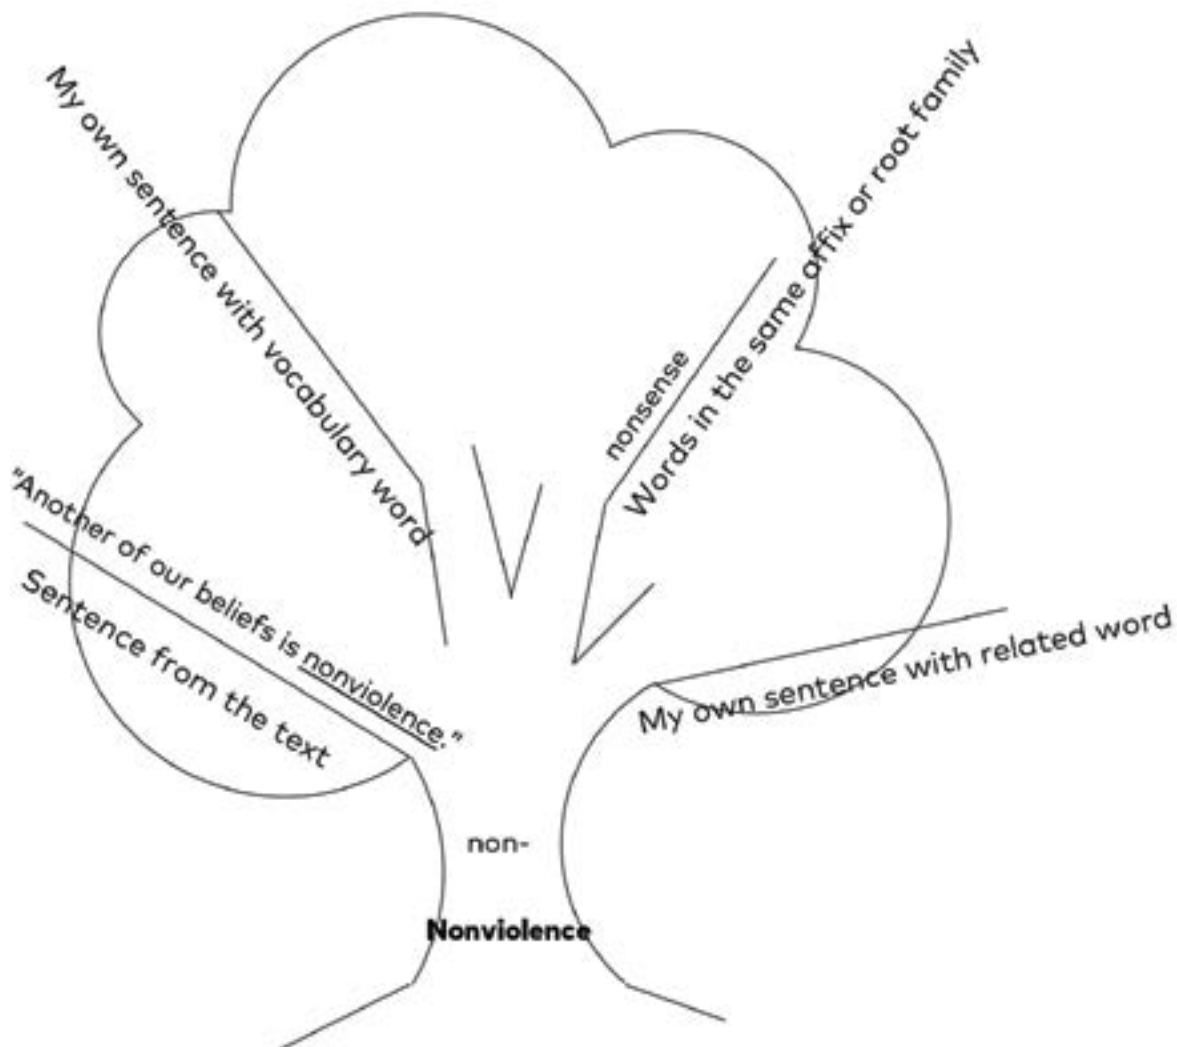 My own sentence with vocabulary word
nonsense
Words in the same affix or root family
"Another of our beliefs is nonviolence."
Sentence from the text
My own sentence with related word
non-
Nonviolence